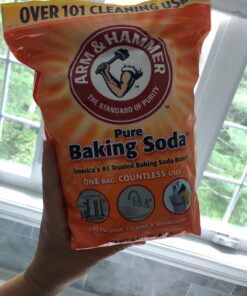 OVER 101 CLEANING USES
ARM & HAMMER
THE STANDARD OF PURITY
Pure
Baking Soda
America's #1 Trusted Baking Soda Brand
ONE BAG. COUNTLESS USES.
All Purpose Cleaner & Deodorizer